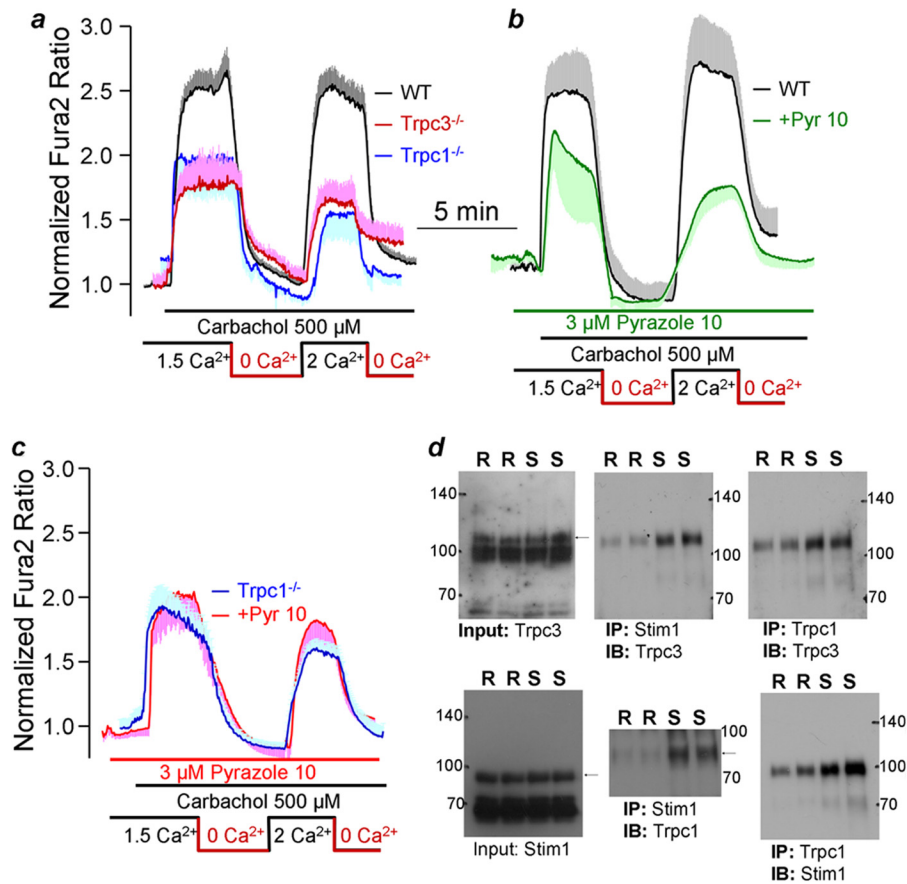 a
3.0
2.5
2.0
1.5
1.0
Normalized Fura2 Ratio
WT
Trpc3-/-
Trpc1-/-
5 min
Carbachol 500 µM
1.5 Ca2+ 0 Ca2+ 2 Ca2+ 0 Ca2+
b
WT
+Pyr 10
3 µM Pyrazole 10
Carbachol 500 µM
1.5 Ca2+ 0 Ca2+ 2 Ca2+ 0 Ca2+
c
3.0
2.5
2.0
1.5
1.0
Normalized Fura2 Ratio
Trpc1-/-
+Pyr 10
3 µM Pyrazole 10
Carbachol 500 µM
1.5 Ca2+ 0 Ca2+ 2 Ca2+ 0 Ca2+
d
R R S S
140
100
70
Input: Trpc3
R R S S
IP: Stim1
IB: Trpc3
R R S S
140
100
70
IP: Trpc1
IB: Trpc3
R R S S
140
100
70
Input: Stim1
R R S S
100
70
IP: Stim1
IB: Trpc1
R R S S
140
100
70
IP: Trpc1
IB: Stim1